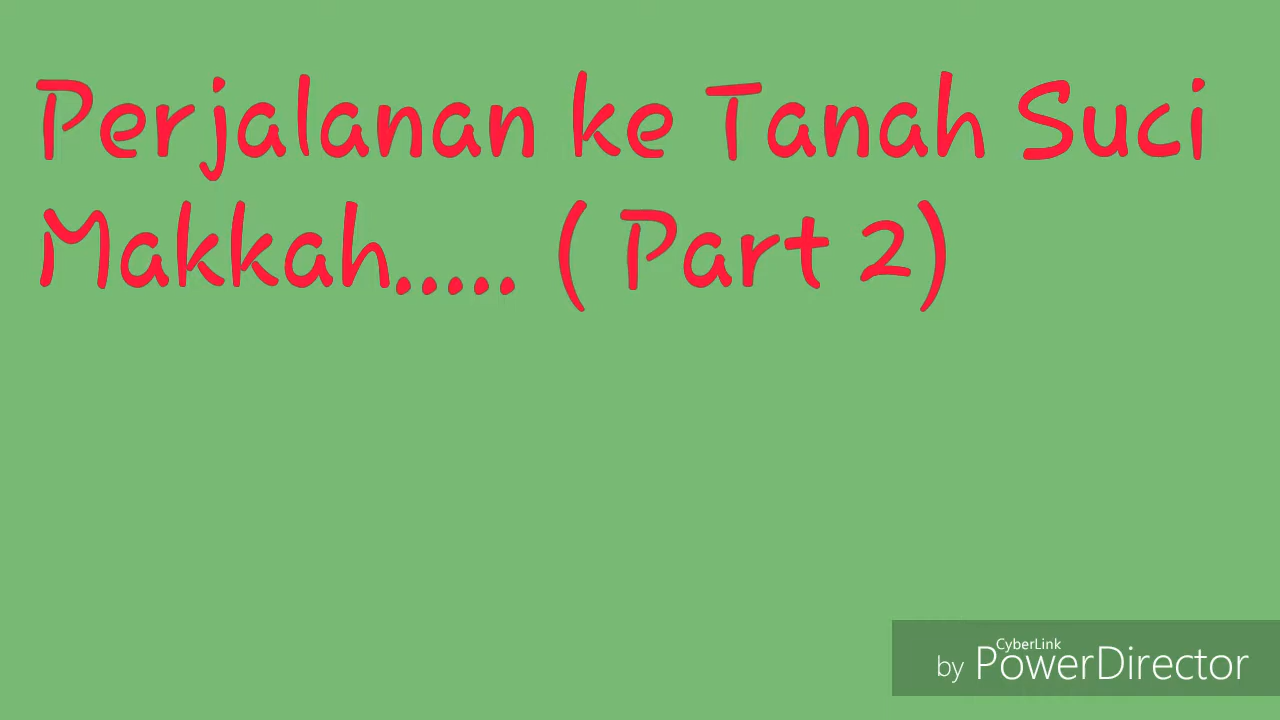 Perjalanan ke Tanah Suci
Makkah..... ( Part 2)
by CyberLink PowerDirector